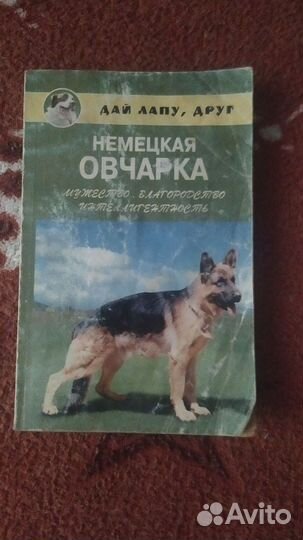 ДАЙ ЛАПУ, ДРУГ
НЕМЕЦКАЯ
ОВЧАРКА
МУЖЕСТВО. БЛАГОРОДСТВО
ИНТЕЛЛИГЕНТНОСТЬ
Avito